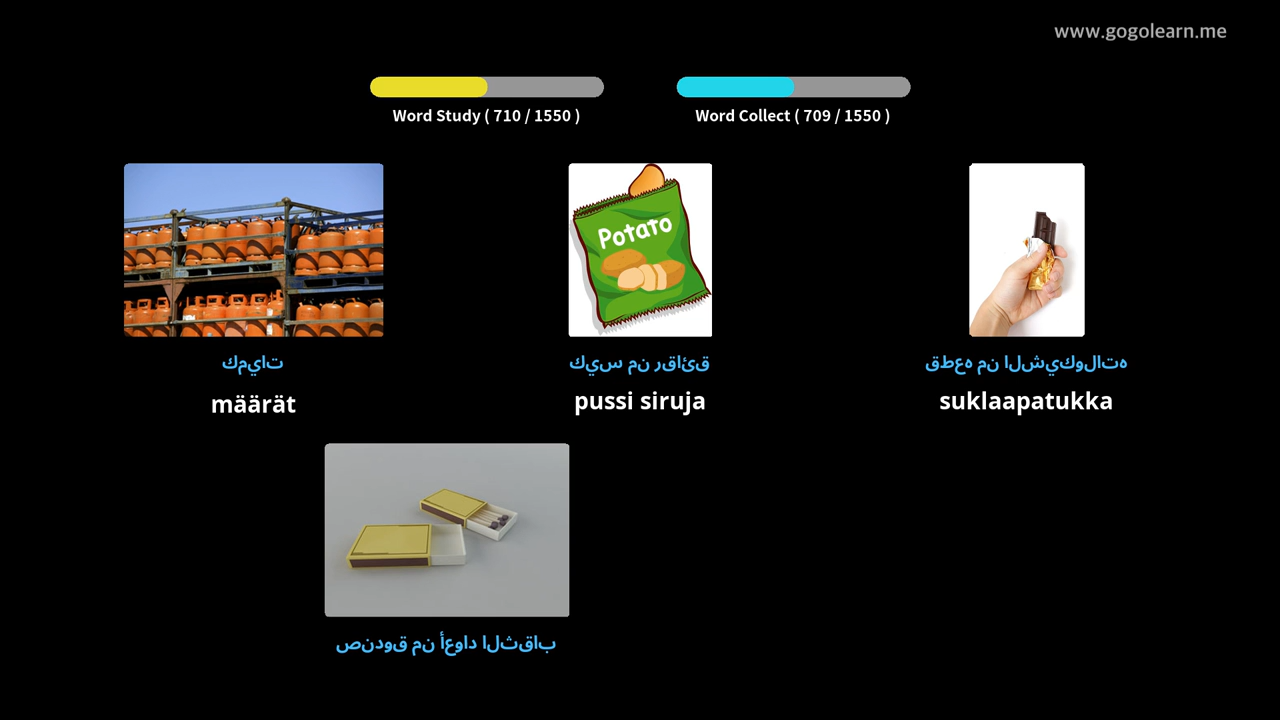 www.gogolearn.me
Word Study ( 710 / 1550 )
Word Collect ( 709 / 1550 )
Potato
كميات
كيس من رقائق
قطعه من الشيكولاته
määrät
pussi siruja
suklaapatukka
صندوق من أعواد الثقاب